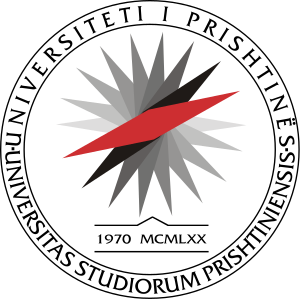 UNIVERSITETI I PRISHTINËS
UNIVERSITAS STUDIORUM PRISHTINIENSIS
1970 MCMLXX